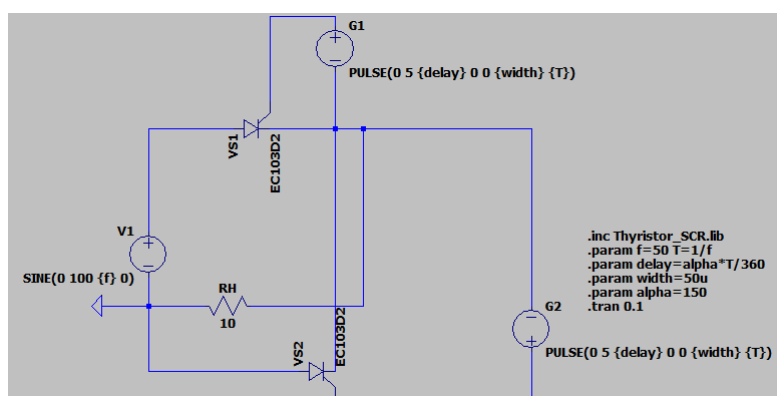 G1
PULSE(0 5 {delay} 0 0 {width} {T})
VS1
EC103D2
V1
SINE(0 100 {f} 0)
RH
10
VS2
EC103D2
G2
PULSE(0 5 {delay} 0 0 {width} {T})
.inc Thyristor_SCR.lib
.param f=50 T=1/f
.param delay=alpha*T/360
.param width=50u
.param alpha=150
.tran 0.1